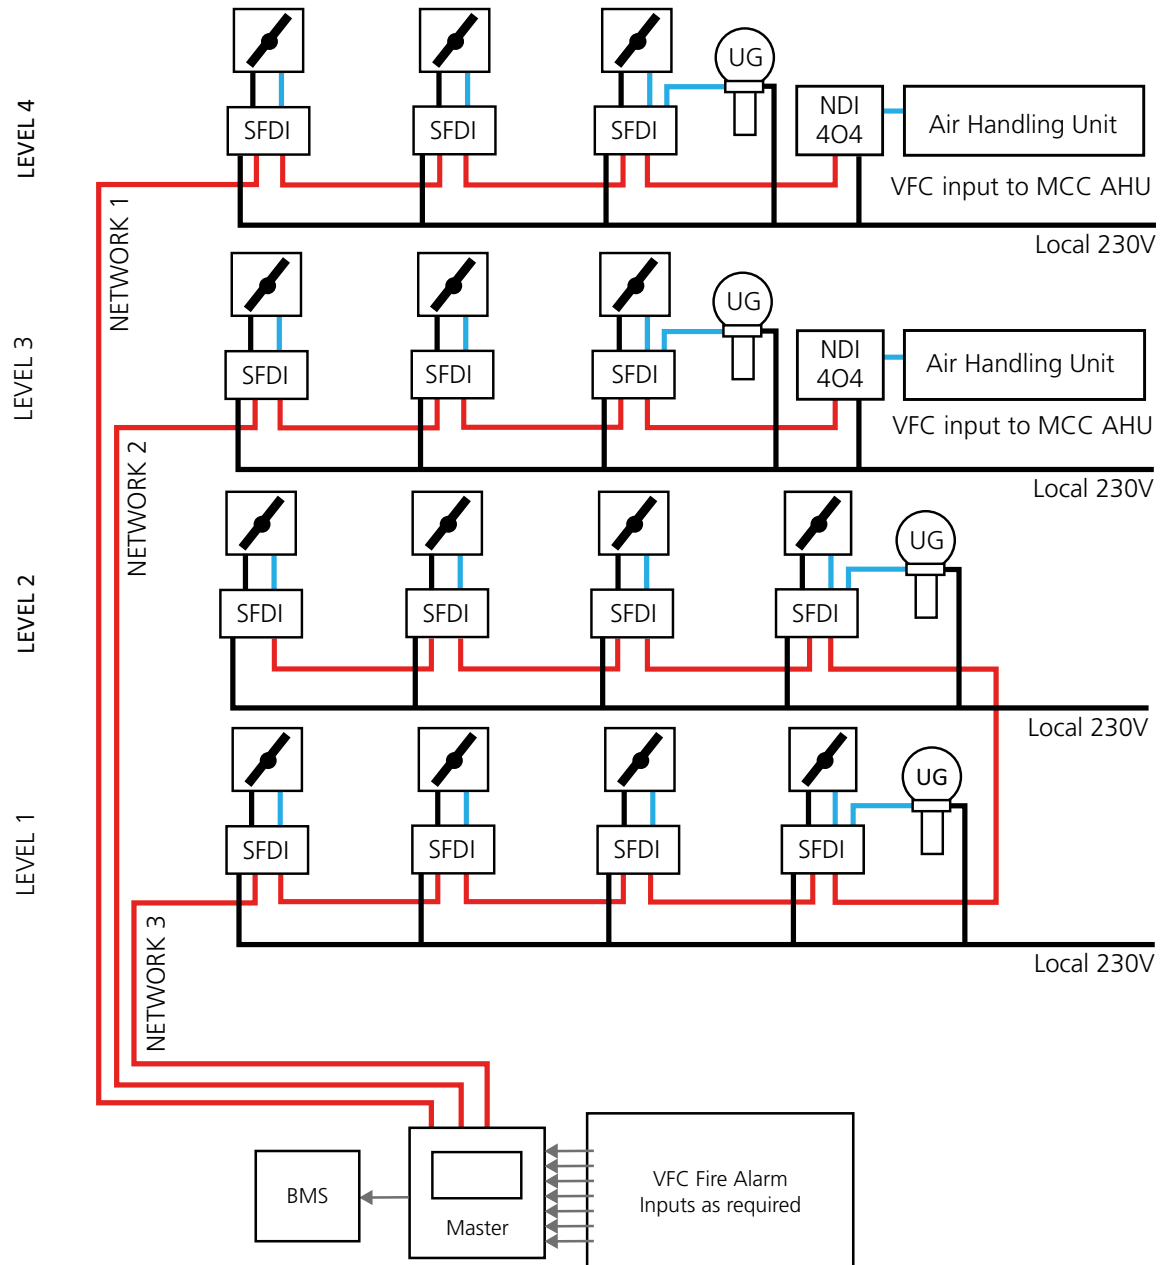 LEVEL 4
UG
SFDI
SFDI
SFDI
NDI
4O4
Air Handling Unit
VFC input to MCC AHU
NETWORK 1
Local 230V
LEVEL 3
UG
SFDI
SFDI
SFDI
NDI
4O4
Air Handling Unit
VFC input to MCC AHU
NETWORK 2
Local 230V
LEVEL 2
UG
SFDI
SFDI
SFDI
SFDI
Local 230V
LEVEL 1
UG
SFDI
SFDI
SFDI
SFDI
NETWORK 3
Local 230V
BMS
Master
VFC Fire Alarm
Inputs as required